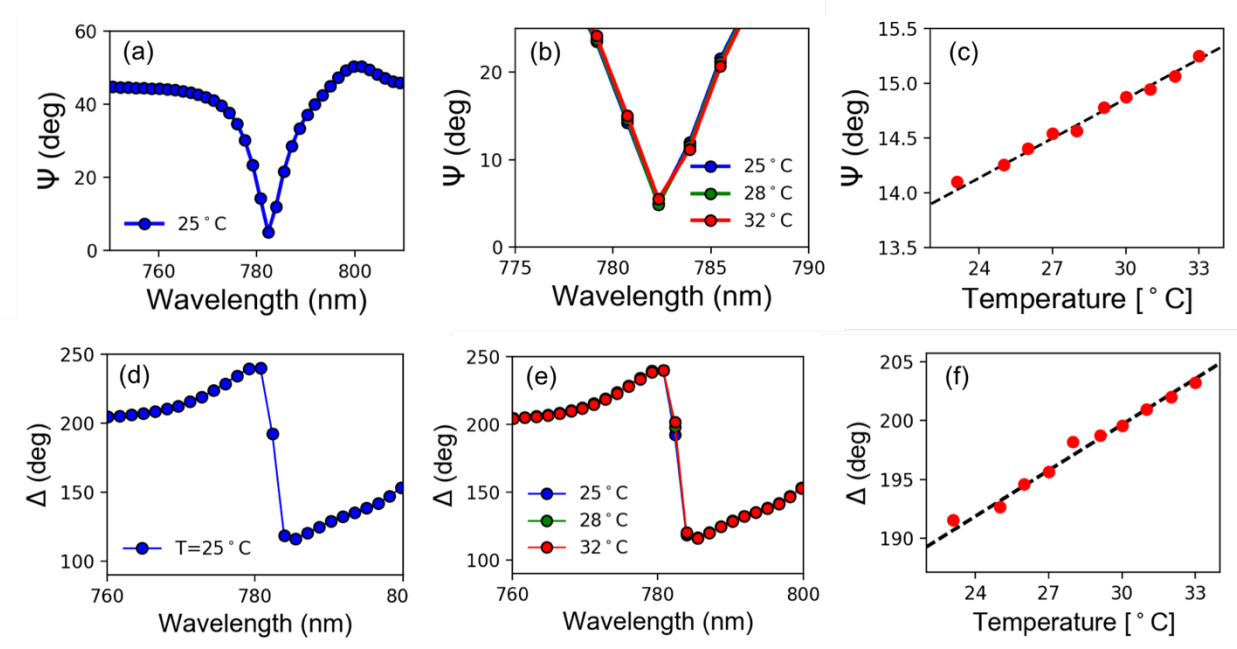 (a)
60
40
20
0
Ψ (deg)
25°C
760
780
800
Wavelength (nm)
(b)
20
10
0
Ψ (deg)
25°C
28°C
32°C
775
780
785
790
Wavelength (nm)
(c)
15.5
15.0
14.5
14.0
13.5
Ψ (deg)
24
27
30
33
Temperature [°C]
(d)
250
200
150
100
Δ (deg)
T=25°C
760
780
80
Wavelength (nm)
(e)
250
200
150
100
Δ (deg)
25°C
28°C
32°C
760
780
800
Wavelength (nm)
(f)
205
200
195
190
Δ (deg)
24
27
30
33
Temperature [°C]